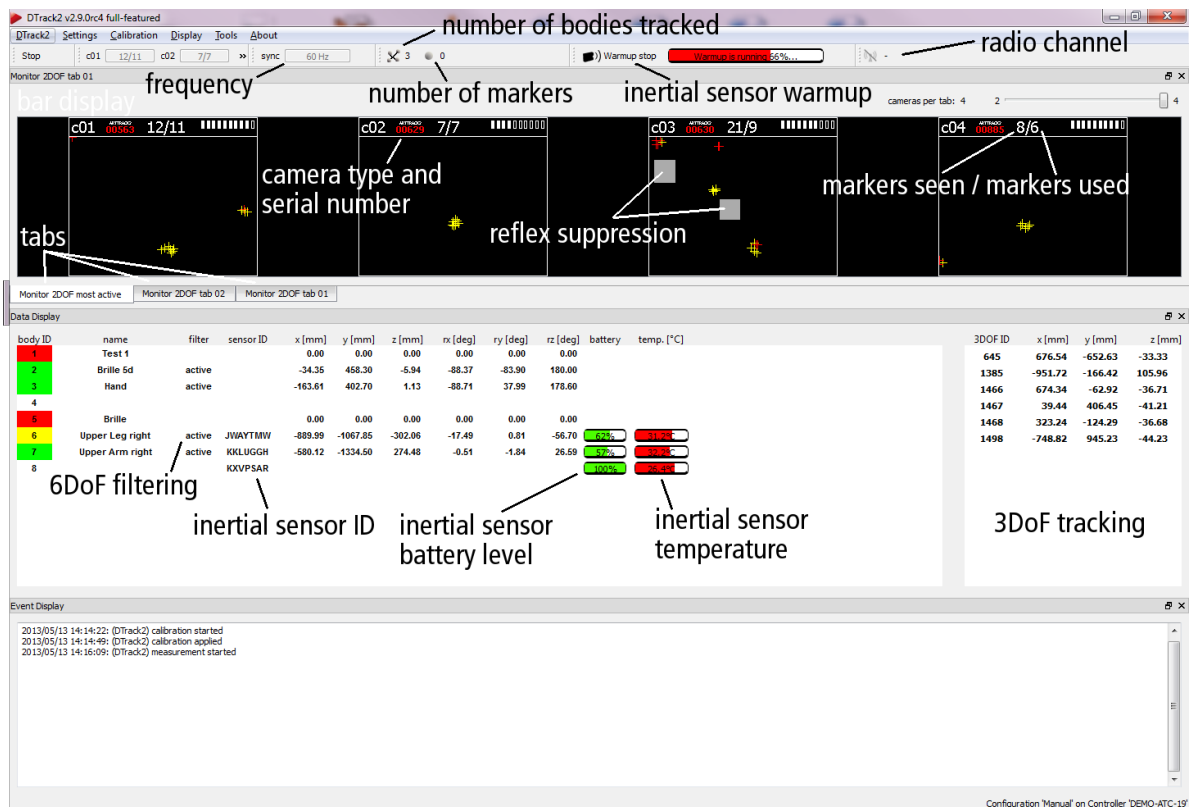 DTrack2 v2.9.0rc4 full-featured
DTrack2 Settings Calibration Display Tools About
number of bodies tracked
radio channel
Stop c01 12/11 c02 7/7 » sync 60 Hz 3 0 Warmup stop Warmup is running 66%... -
Monitor 2DOF tab 01
frequency
number of markers
inertial sensor warmup
cameras per tab: 4 2 4
bar display
c01 ARTTRACK 00563 12/11
c02 ARTTRACK 00629 7/7
c03 ARTTRACK 00630 21/9
c04 ARTTRACK 00885 8/6
camera type and
serial number
reflex suppression
markers seen / markers used
tabs
Monitor 2DOF most active Monitor 2DOF tab 02 Monitor 2DOF tab 01
Data Display
body ID name filter sensor ID x [mm] y [mm] z [mm] rx [deg] ry [deg] rz [deg] battery temp. [°C]
1 Test 1 0.00 0.00 0.00 0.00 0.00 0.00
2 Brille 5d active -34.35 458.30 -5.94 -88.37 -83.90 180.00
3 Hand active -163.61 402.70 1.13 -88.71 37.99 178.60
4
5 Brille 0.00 0.00 0.00 0.00 0.00 0.00
6 Upper Leg right active JWAYTMW -889.99 -1067.85 -302.06 -17.49 0.81 -56.70 62% 31.2°C
7 Upper Arm right active KKLUGGH -580.12 -1334.50 274.48 -0.51 -1.84 26.59 57% 32.2°C
8 KXVPSAR 100% 26.4°C
3DOF ID x [mm] y [mm] z [mm]
645 676.54 -652.63 -33.33
1385 -951.72 -166.42 105.96
1466 674.34 -62.92 -36.71
1467 39.44 406.45 -41.21
1468 323.24 -124.29 -36.68
1498 -748.82 945.23 -44.23
6DoF filtering
inertial sensor ID
inertial sensor
battery level
inertial sensor
temperature
3DoF tracking
Event Display
2013/05/13 14:14:22: (DTrack2) calibration started
2013/05/13 14:14:49: (DTrack2) calibration applied
2013/05/13 14:16:09: (DTrack2) measurement started
Configuration 'Manual' on Controller 'DEMO-ATC-19'